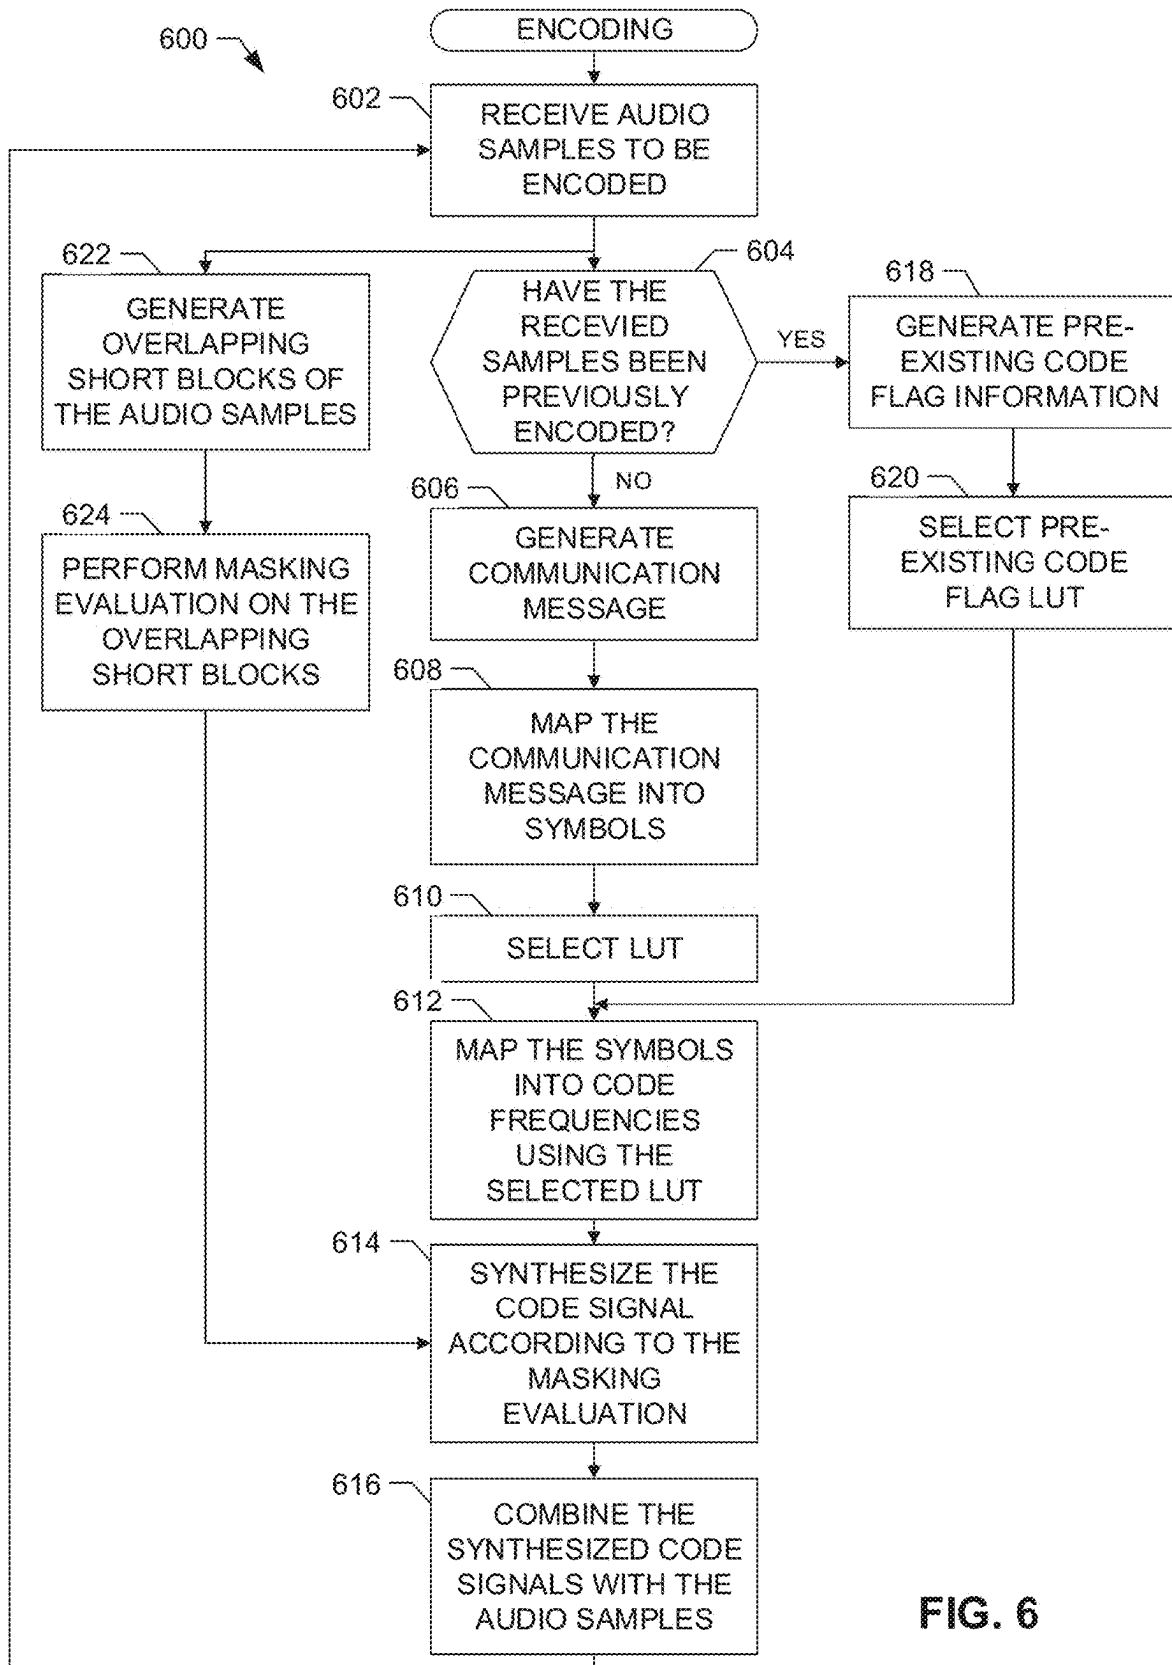 ENCODING
600
602
RECEIVE AUDIO
SAMPLES TO BE
ENCODED
622
GENERATE
OVERLAPPING
SHORT BLOCKS OF
THE AUDIO SAMPLES
604
HAVE THE
RECEVIED
SAMPLES BEEN
PREVIOUSLY
ENCODED?
YES
618
GENERATE PRE-
EXISTING CODE
FLAG INFORMATION
NO
624
PERFORM MASKING
EVALUATION ON THE
OVERLAPPING
SHORT BLOCKS
606
GENERATE
COMMUNICATION
MESSAGE
620
SELECT PRE-
EXISTING CODE
FLAG LUT
608
MAP THE
COMMUNICATION
MESSAGE INTO
SYMBOLS
610
SELECT LUT
612
MAP THE SYMBOLS
INTO CODE
FREQUENCIES
USING THE
SELECTED LUT
614
SYNTHESIZE THE
CODE SIGNAL
ACCORDING TO THE
MASKING
EVALUATION
616
COMBINE THE
SYNTHESIZED CODE
SIGNALS WITH THE
AUDIO SAMPLES
FIG. 6